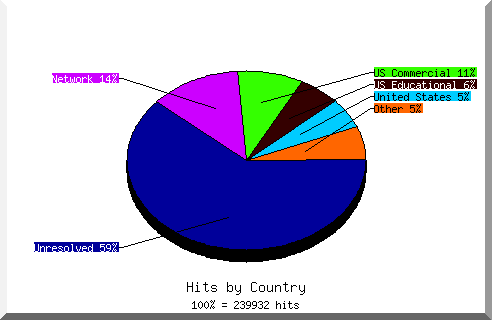 Network 14%
US Commercial 11%
US Educational 6%
United States 5%
Other 5%
Unresolved 59%
Hits by Country
100% = 239932 hits